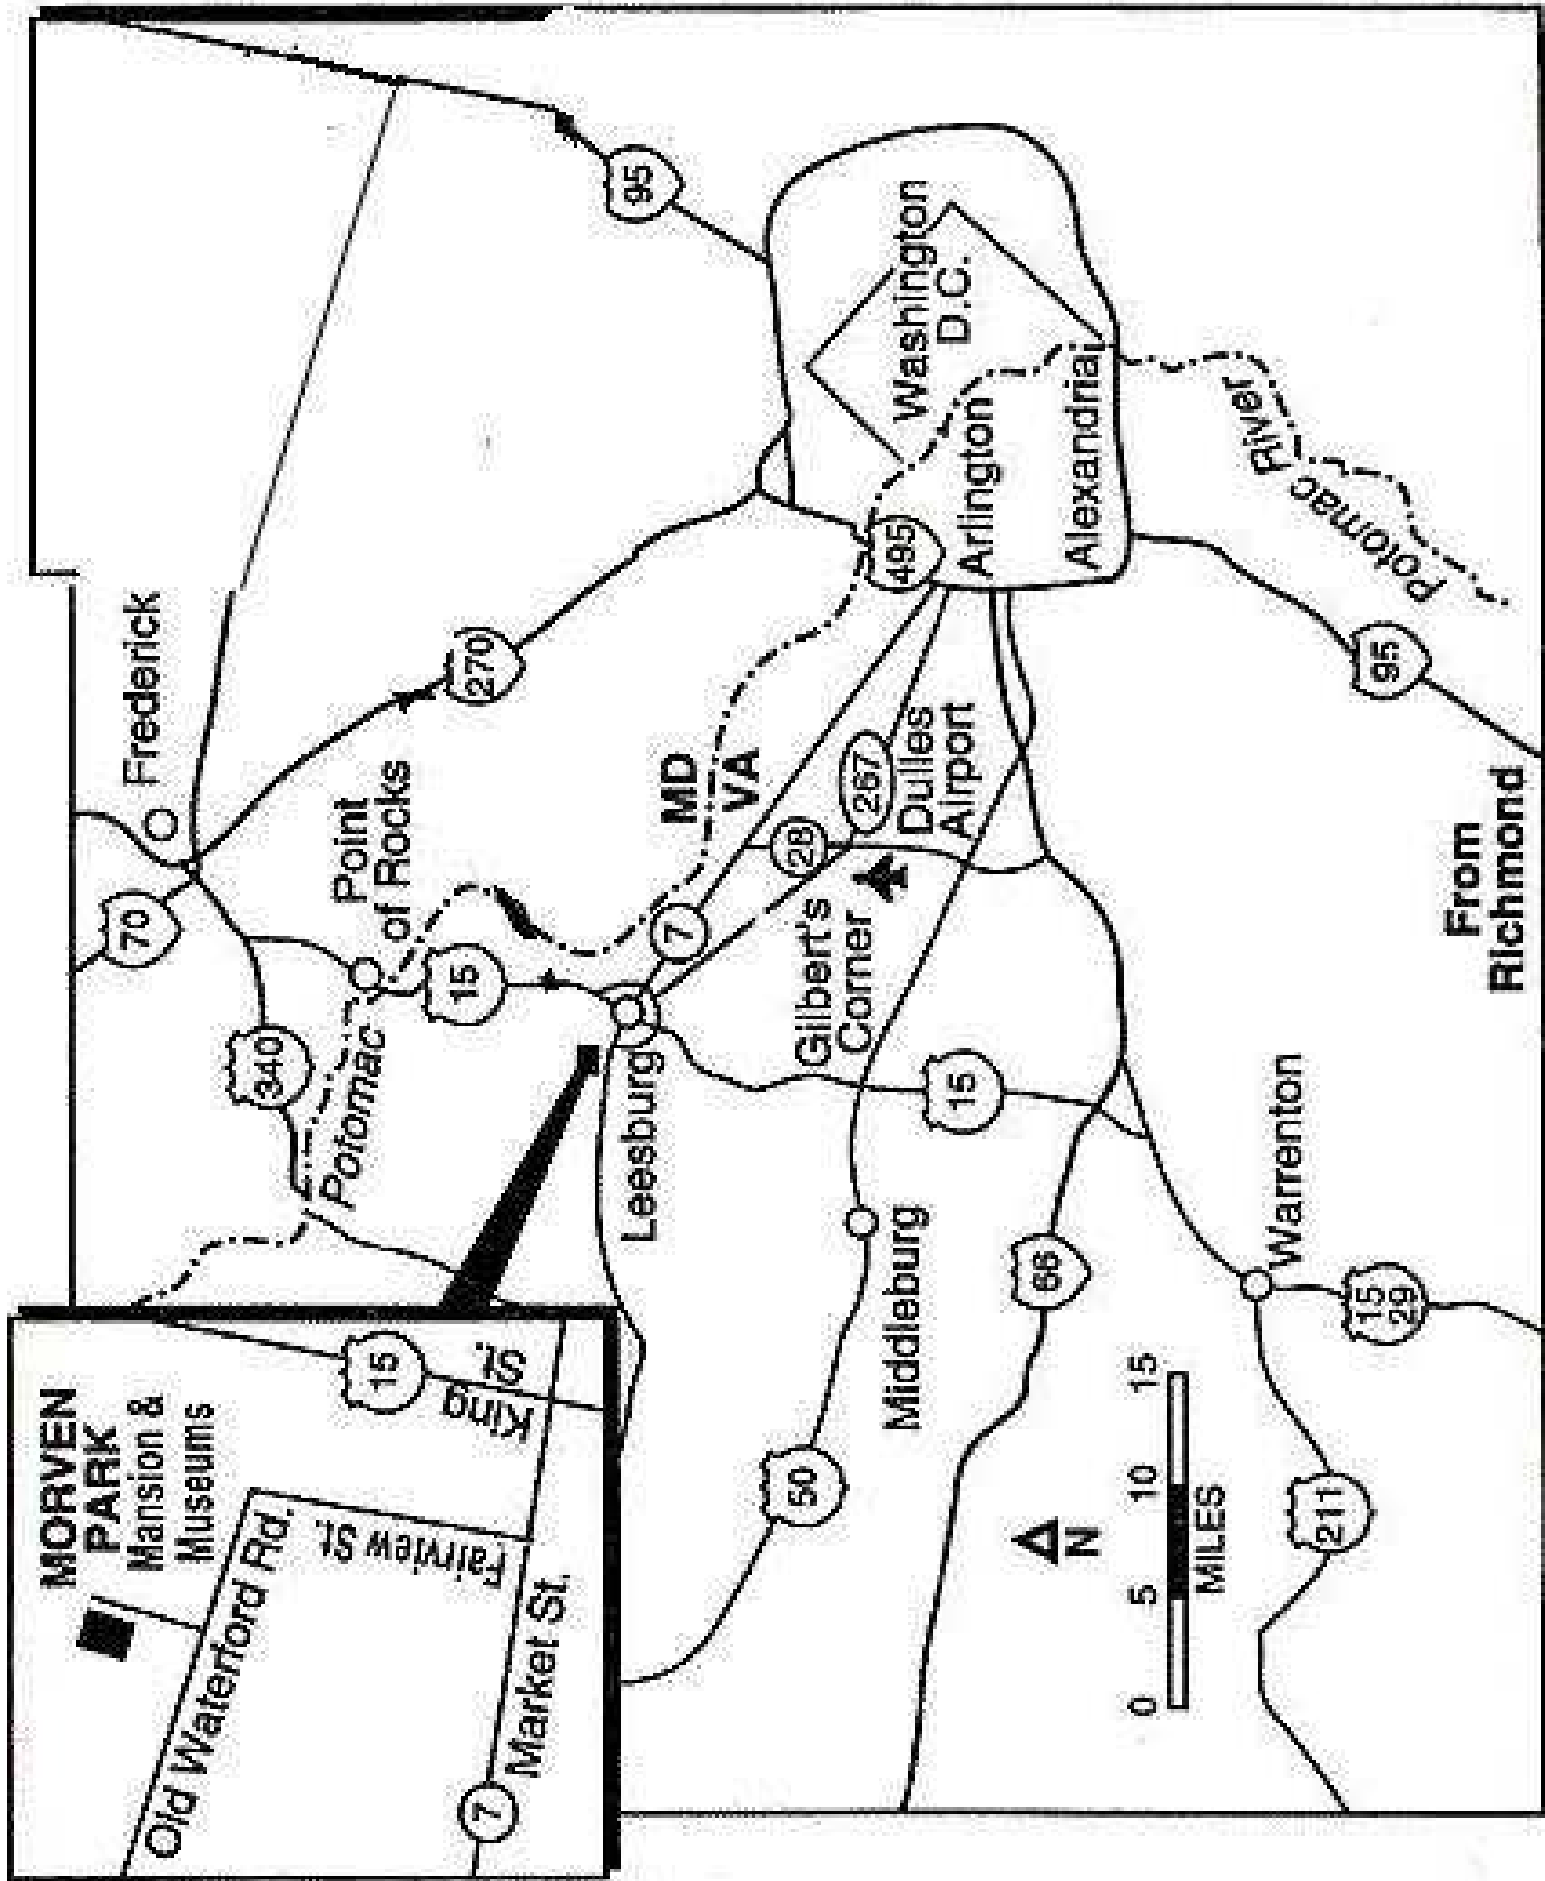 MORVEN
PARK
Mansion &
Museums
Old Waterford Rd.
Fairview St.
King
St.
15
7
Market St.
70
Frederick
340
Point
of Rocks
Potomac
15
270
95
Leesburg
7
MD
VA
28
267
Dulles
Airport
Gilbert's
Corner
495
Washington
D.C.
Arlington
Alexandria
50
Middleburg
15
66
Potomac River
N
0 5 10 15
MILES
Warrenton
211
15
29
95
From
Richmond